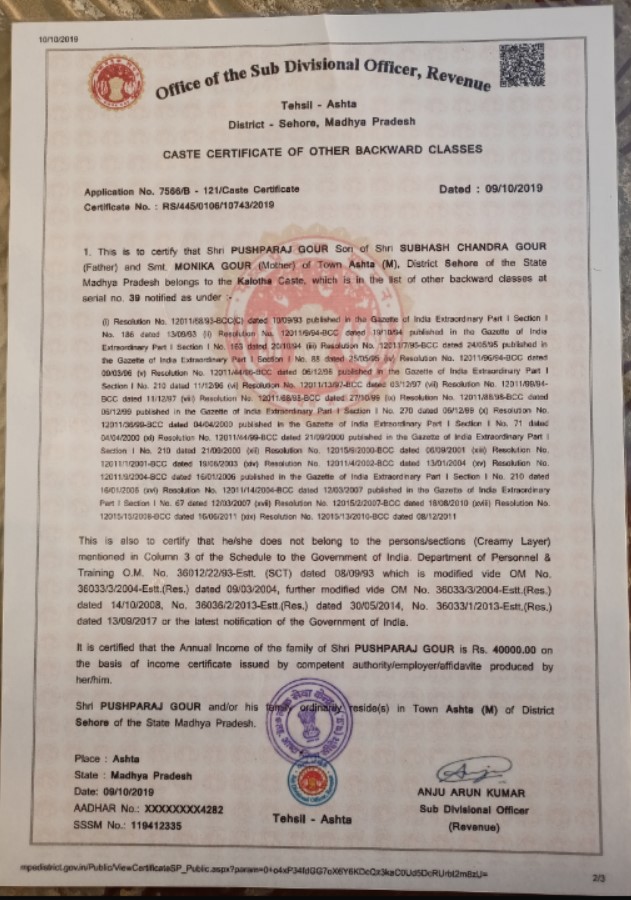 10/10/2019
Office of the Sub Divisional Officer, Revenue
Tehsil - Ashta
District - Sehore, Madhya Pradesh
CASTE CERTIFICATE OF OTHER BACKWARD CLASSES
Application No. 7566/B - 121/Caste Certificate Dated : 09/10/2019
Certificate No. : RS/445/0106/10743/2019
1. This is to certify that Shri PUSHPARAJ GOUR Son of Shri SUBHASH CHANDRA GOUR
(Father) and Smt. MONIKA GOUR (Mother) of Town Ashta (M), District Sehore of the State
Madhya Pradesh belongs to the Kalotha Caste, which is in the list of other backward classes at
serial no. 39 notified as under :-
(i) Resolution No. 12011/68/93-BCC(C) dated 10/09/93 published in the Gazette of India Extraordinary Part I Section I
No. 186 dated 13/09/93 (ii) Resolution No. 12011/9/94-BCC dated 19/10/94 published in the Gazette of India
Extraordinary Part I Section I No. 163 dated 20/10/94 (iii) Resolution No. 12011/7/95-BCC dated 24/05/95 published in
the Gazette of India Extraordinary Part I Section I No. 88 dated 25/05/95 (iv) Resolution No. 12011/96/94-BCC dated
09/03/96 (v) Resolution No. 12011/44/96-BCC dated 06/12/96 published in the Gazette of India Extraordinary Part I
Section I No. 210 dated 11/12/96 (vi) Resolution No. 12011/13/97-BCC dated 03/12/97 (vii) Resolution No. 12011/99/94-
BCC dated 11/12/97 (viii) Resolution No. 12011/68/98-BCC dated 27/10/99 (ix) Resolution No. 12011/88/98-BCC dated
06/12/99 published in the Gazette of India Extraordinary Part I Section I No. 270 dated 06/12/99 (x) Resolution No.
12011/36/99-BCC dated 04/04/2000 published in the Gazette of India Extraordinary Part I Section I No. 71 dated
04/04/2000 (xi) Resolution No. 12011/44/99-BCC dated 21/09/2000 published in the Gazette of India Extraordinary Part I
Section I No. 210 dated 21/09/2000 (xii) Resolution No. 12015/9/2000-BCC dated 06/09/2001 (xiii) Resolution No.
12011/1/2001-BCC dated 19/06/2003 (xiv) Resolution No. 12011/4/2002-BCC dated 13/01/2004 (xv) Resolution No.
12011/9/2004-BCC dated 16/01/2006 published in the Gazette of India Extraordinary Part I Section I No. 210 dated
16/01/2006 (xvi) Resolution No. 12011/14/2004-BCC dated 12/03/2007 published in the Gazette of India Extraordinary
Part I Section I No. 67 dated 12/03/2007 (xvii) Resolution No. 12015/2/2007-BCC dated 18/08/2010 (xviii) Resolution No.
12015/15/2008-BCC dated 16/06/2011 (xix) Resolution No. 12015/13/2010-BCC dated 08/12/2011
This is also to certify that he/she does not belong to the persons/sections (Creamy Layer)
mentioned in Column 3 of the Schedule to the Government of India. Department of Personnel &
Training O.M. No. 36012/22/93-Estt. (SCT) dated 08/09/93 which is modified vide OM No.
36033/3/2004-Estt.(Res.) dated 09/03/2004, further modified vide OM No. 36033/3/2004-Estt.(Res.)
dated 14/10/2008, No. 36036/2/2013-Estt.(Res.) dated 30/05/2014, No. 36033/1/2013-Estt.(Res.)
dated 13/09/2017 or the latest notification of the Government of India.
It is certified that the Annual Income of the family of Shri PUSHPARAJ GOUR is Rs. 40000.00 on
the basis of income certificate issued by competent authority/employer/affidavite produced by
her/him.
Shri PUSHPARAJ GOUR and/or his family ordinarily reside(s) in Town Ashta (M) of District
Sehore of the State Madhya Pradesh.
Place : Ashta
State : Madhya Pradesh
Date: 09/10/2019
AADHAR No.: XXXXXXXX4282
SSSM No.: 119412335
Tehsil - Ashta
ANJU ARUN KUMAR
Sub Divisional Officer
(Revenue)
2/3